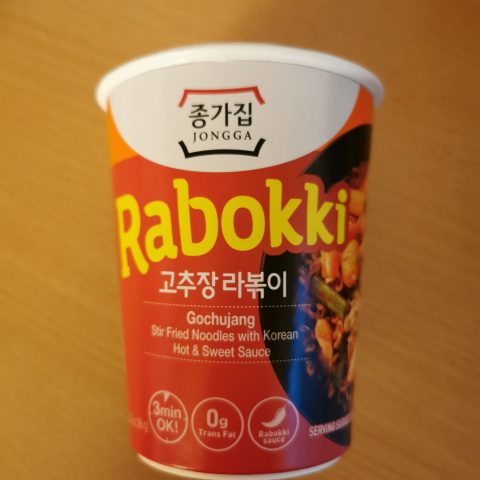 종가집
JONGGA
Rabokki
고추장 라볶이
Gochujang
Stir Fried Noodles with Korean
Hot & Sweet Sauce
3min
OK!
0g
Trans Fat
Rabokki
sauce
SERVING